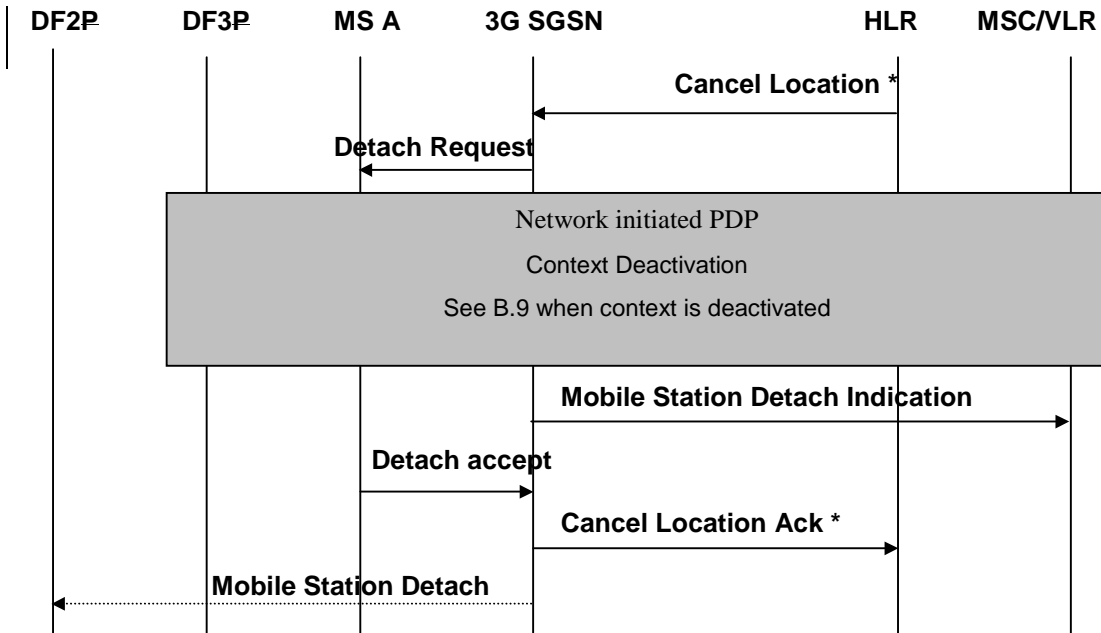 DF2P DF3P MS A 3G SGSN HLR MSC/VLR
Cancel Location *
Detach Request
Network initiated PDP
Context Deactivation
See B.9 when context is deactivated
Mobile Station Detach Indication
Detach accept
Cancel Location Ack *
Mobile Station Detach